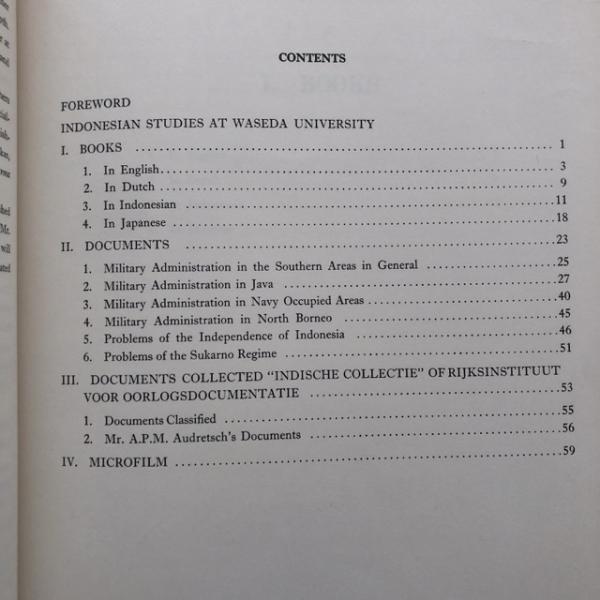 CONTENTS
FOREWORD
INDONESIAN STUDIES AT WASEDA UNIVERSITY
I. BOOKS ........ 1
1. In English ........ 3
2. In Dutch ........ 9
3. In Indonesian ........ 11
4. In Japanese ........ 18
II. DOCUMENTS ........ 23
1. Military Administration in the Southern Areas in General ........ 25
2. Military Administration in Java ........ 27
3. Military Administration in Navy Occupied Areas ........ 40
4. Military Administration in North Borneo ........ 45
5. Problems of the Independence of Indonesia ........ 46
6. Problems of the Sukarno Regime ........ 51
III. DOCUMENTS COLLECTED "INDISCHE COLLECTIE" OF RIJKSINSTITUUT
VOOR OORLOGSDOCUMENTATIE ........ 53
1. Documents Classified ........ 55
2. Mr. A.P.M. Audretsch's Documents ........ 56
IV. MICROFILM ........ 59